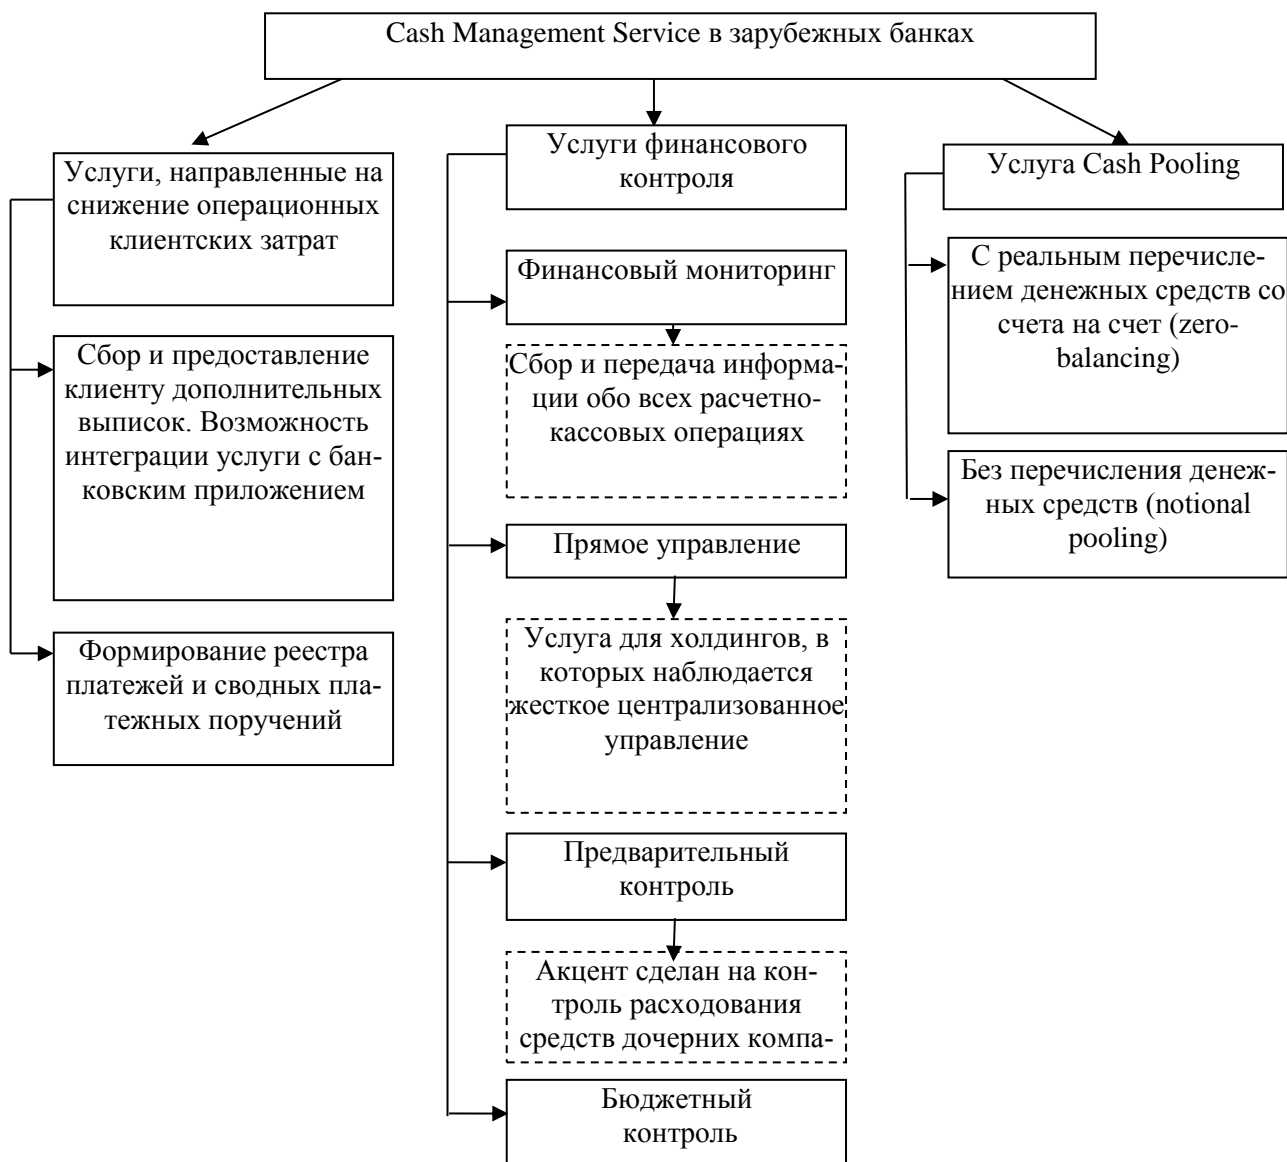 Cash Management Service в зарубежных банках
Услуги, направленные на
снижение операционных
клиентских затрат
Сбор и предоставление
клиенту дополнительных
выписок. Возможность
интеграции услуги с бан-
ковским приложением
Формирование реестра
платежей и сводных пла-
тежных поручений
Услуги финансового
контроля
Финансовый мониторинг
Сбор и передача информа-
ции обо всех расчетно-
кассовых операциях
Прямое управление
Услуга для холдингов, в
которых наблюдается
жесткое централизованное
управление
Предварительный
контроль
Акцент сделан на кон-
троль расходования
средств дочерних компа-
Бюджетный
контроль
Услуга Cash Pooling
С реальным перечисле-
нием денежных средств со
счета на счет (zero-
balancing)
Без перечисления денеж-
ных средств (notional
pooling)